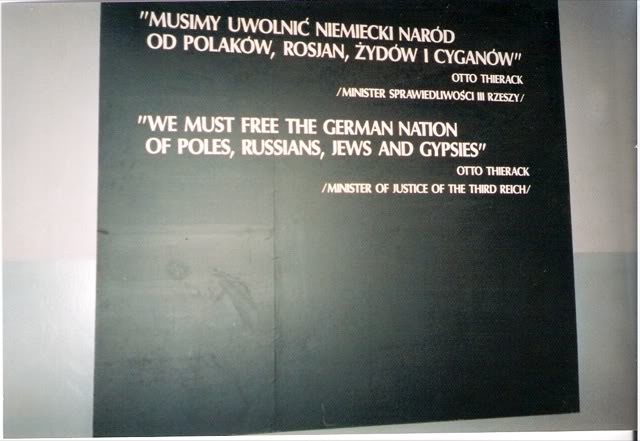 "MUSIMY UWOLNIĆ NIEMIECKI NARÓD
OD POLAKÓW, ROSJAN, ŻYDÓW I CYGANÓW"
OTTO THIERACK
/MINISTER SPRAWIEDLIWOŚCI III RZESZY/
"WE MUST FREE THE GERMAN NATION
OF POLES, RUSSIANS, JEWS AND GYPSIES"
OTTO THIERACK
/MINISTER OF JUSTICE OF THE THIRD REICH/